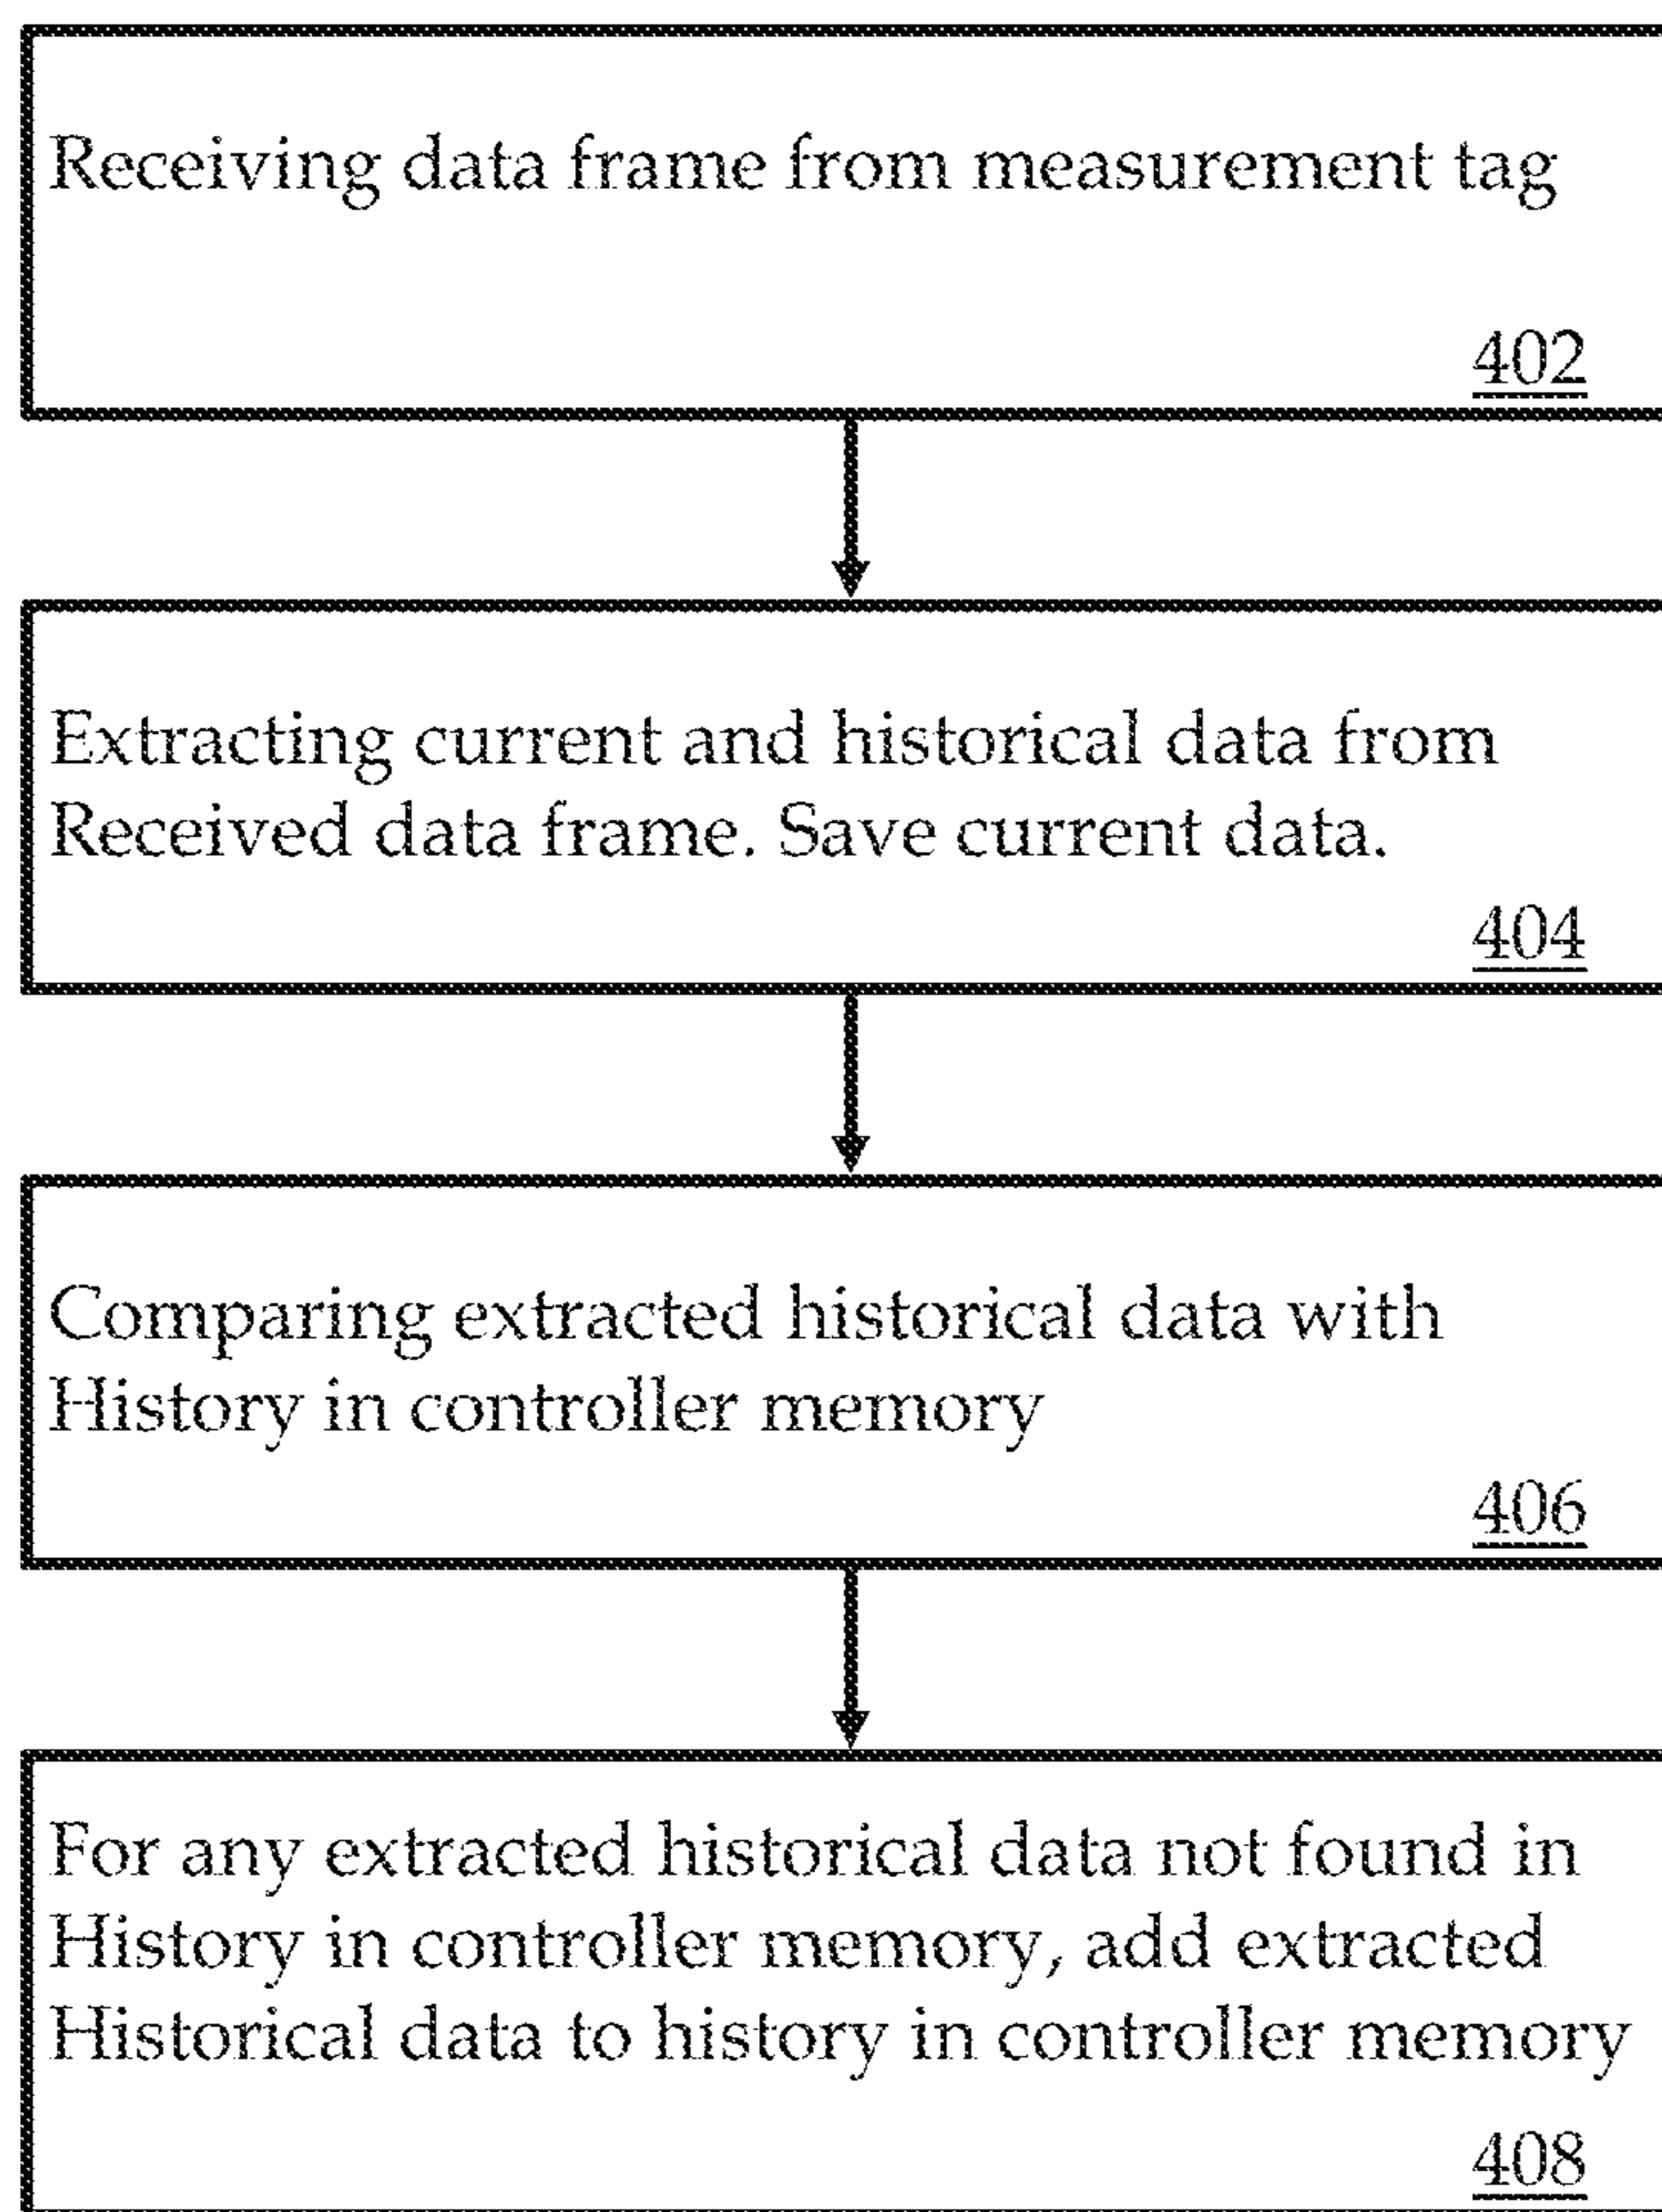 Receiving data frame from measurement tag
402
Extracting current and historical data from
Received data frame. Save current data.
404
Comparing extracted historical data with
History in controller memory
406
For any extracted historical data not found in
History in controller memory, add extracted
Historical data to history in controller memory
408